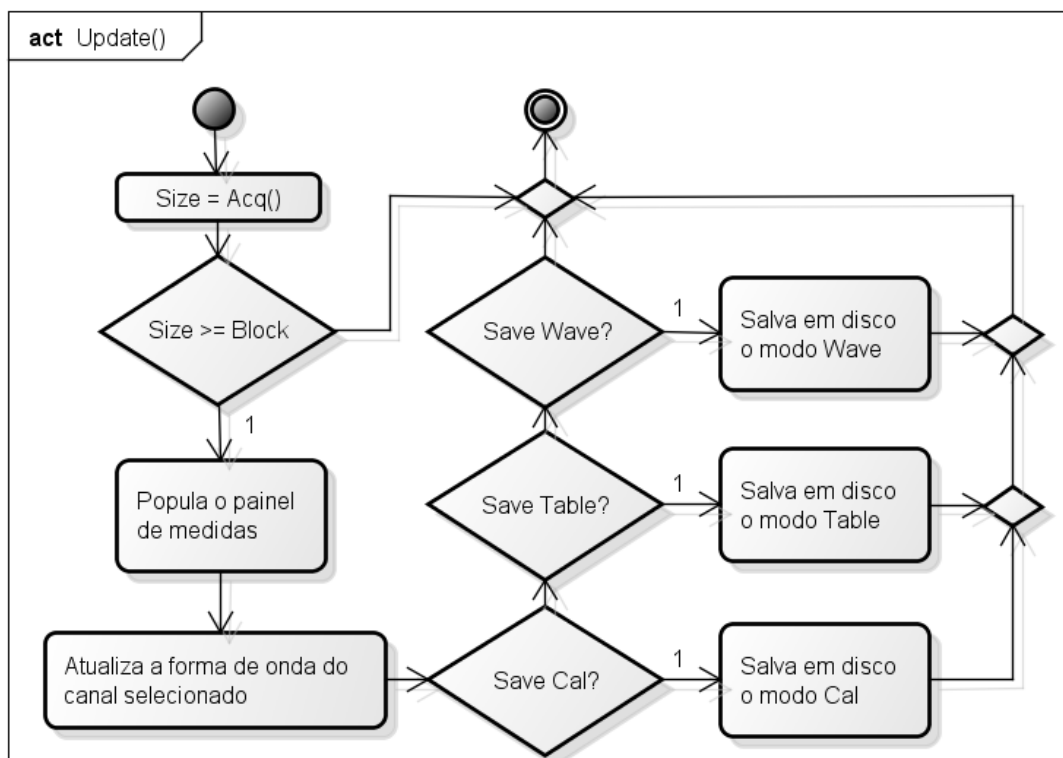 act Update()
Size = Acq()
Size >= Block
1
Popula o painel
de medidas
Atualiza a forma de onda do
canal selecionado
Save Cal?
1
Salva em disco
o modo Cal
Save Table?
1
Salva em disco
o modo Table
Save Wave?
1
Salva em disco
o modo Wave